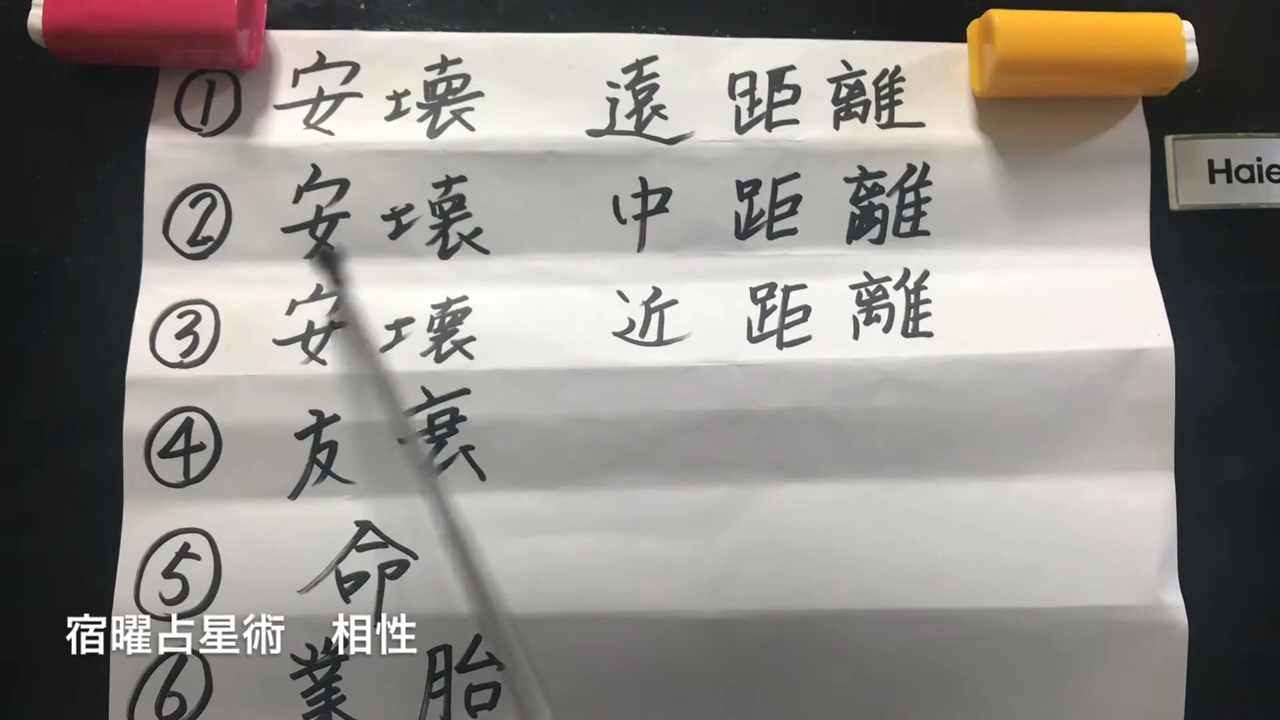 ① 安壊 遠距離
② 安壊 中距離
Haie
③ 安壊 近距離
④ 友衰
⑤ 命
宿曜占星術 相性
⑥ 業胎